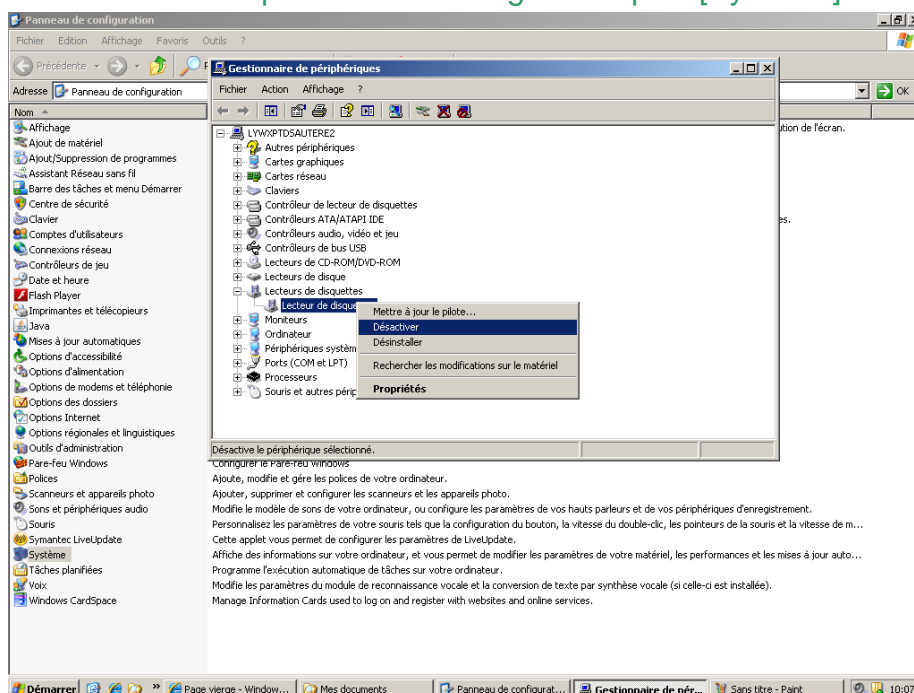 Panneau de configuration
Fichier Edition Affichage Favoris Outils ?
Précédente
Adresse Panneau de configuration
OK
Nom
Affichage
Ajout de matériel
Ajout/Suppression de programmes
Assistant Réseau sans fil
Barre des tâches et menu Démarrer
Centre de sécurité
Clavier
Comptes d'utilisateurs
Connexions réseau
Contrôleurs de jeu
Date et heure
Flash Player
Imprimantes et télécopieurs
Java
Mises à jour automatiques
Options d'accessibilité
Options d'alimentation
Options de modems et téléphonie
Options des dossiers
Options Internet
Options régionales et linguistiques
Outils d'administration
Pare-feu Windows
Polices
Scanneurs et appareils photo
Sons et périphériques audio
Souris
Symantec LiveUpdate
Système
Tâches planifiées
Voix
Windows CardSpace
Gestionnaire de périphériques
Fichier Action Affichage ?
LYWXPTDSAUTERE2
Autres périphériques
Cartes graphiques
Cartes réseau
Claviers
Contrôleur de lecteur de disquettes
Contrôleurs ATA/ATAPI IDE
Contrôleurs audio, vidéo et jeu
Contrôleurs de bus USB
Lecteurs de CD-ROM/DVD-ROM
Lecteurs de disque
Lecteurs de disquettes
Lecteur de disque
Moniteurs
Ordinateur
Périphériques systèm
Ports (COM et LPT)
Processeurs
Souris et autres périp
Mettre à jour le pilote...
Désactiver
Désinstaller
Rechercher les modifications sur le matériel
Propriétés
Désactive le périphérique sélectionné.
ution de l'écran.
es.
Configurer le Pare-feu Windows
Ajoute, modifie et gére les polices de votre ordinateur.
Ajouter, supprimer et configurer les scanneurs et les appareils photo.
Modifie le modèle de sons de votre ordinateur, ou configure les paramètres de vos hauts parleurs et de vos périphériques d'enregistrement.
Personnalisez les paramètres de votre souris tels que la configuration du bouton, la vitesse du double-clic, les pointeurs de la souris et la vitesse de m...
Cette applet vous permet de configurer les paramètres de LiveUpdate.
Affiche des informations sur votre ordinateur, et vous permet de modifier les paramètres de votre matériel, les performances et les mises à jour auto...
Programme l'exécution automatique de tâches sur votre ordinateur.
Modifie les paramètres du module de reconnaissance vocale et la conversion de texte par synthèse vocale (si celle-ci est installée).
Manage Information Cards used to log on and register with websites and online services.
Démarrer
Page vierge - Window...
Mes documents
Panneau de configurat...
Gestionnaire de pér...
Sans titre - Paint
10:07